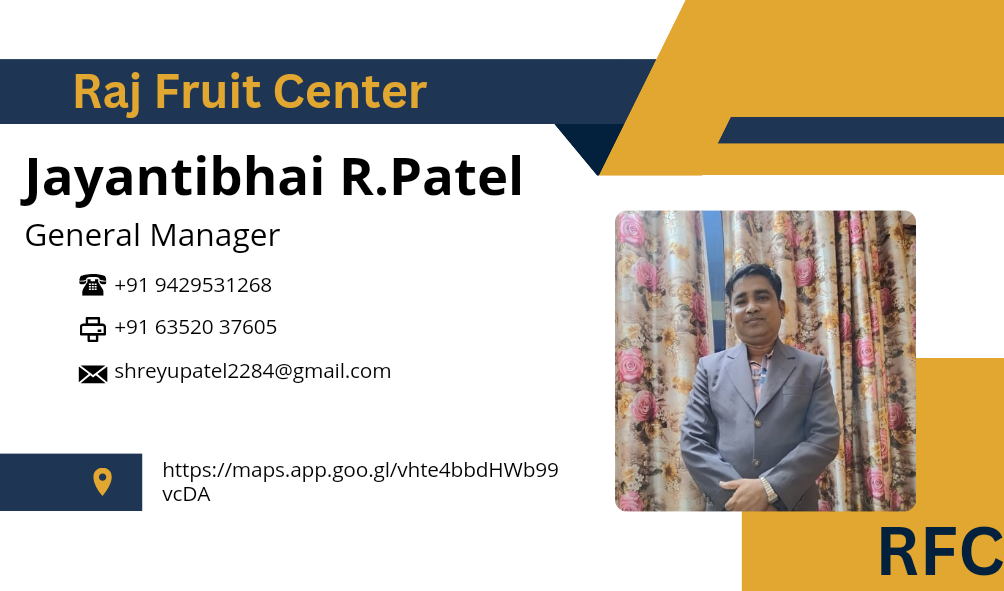 Raj Fruit Center
Jayantibhai R.Patel
General Manager
+91 9429531268
+91 63520 37605
shreyupatel2284@gmail.com
https://maps.app.goo.gl/vhte4bbdHWb99
vcDA
RFC